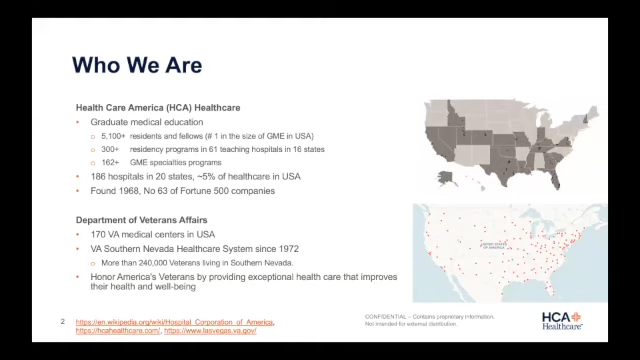 Who We Are
Health Care America (HCA) Healthcare
• Graduate medical education
o 5,100+ residents and fellows (# 1 in the size of GME in USA)
o 300+ residency programs in 61 teaching hospitals in 16 states
o 162+ GME specialties programs
• 186 hospitals in 20 states, ~5% of healthcare in USA
• Found 1968, No 63 of Fortune 500 companies
Department of Veterans Affairs
• 170 VA medical centers in USA
• VA Southern Nevada Healthcare System since 1972
o More than 240,000 Veterans living in Southern Nevada.
• Honor America's Veterans by providing exceptional health care that improves
their health and well-being
UNITED STATES
OF AMERICA
2
https://en.wikipedia.org/wiki/Hospital_Corporation_of_America,
https://hcahealthcare.com/, https://www.lasvegas.va.gov/
CONFIDENTIAL – Contains proprietary information.
Not intended for external distribution.
HCA
Healthcare